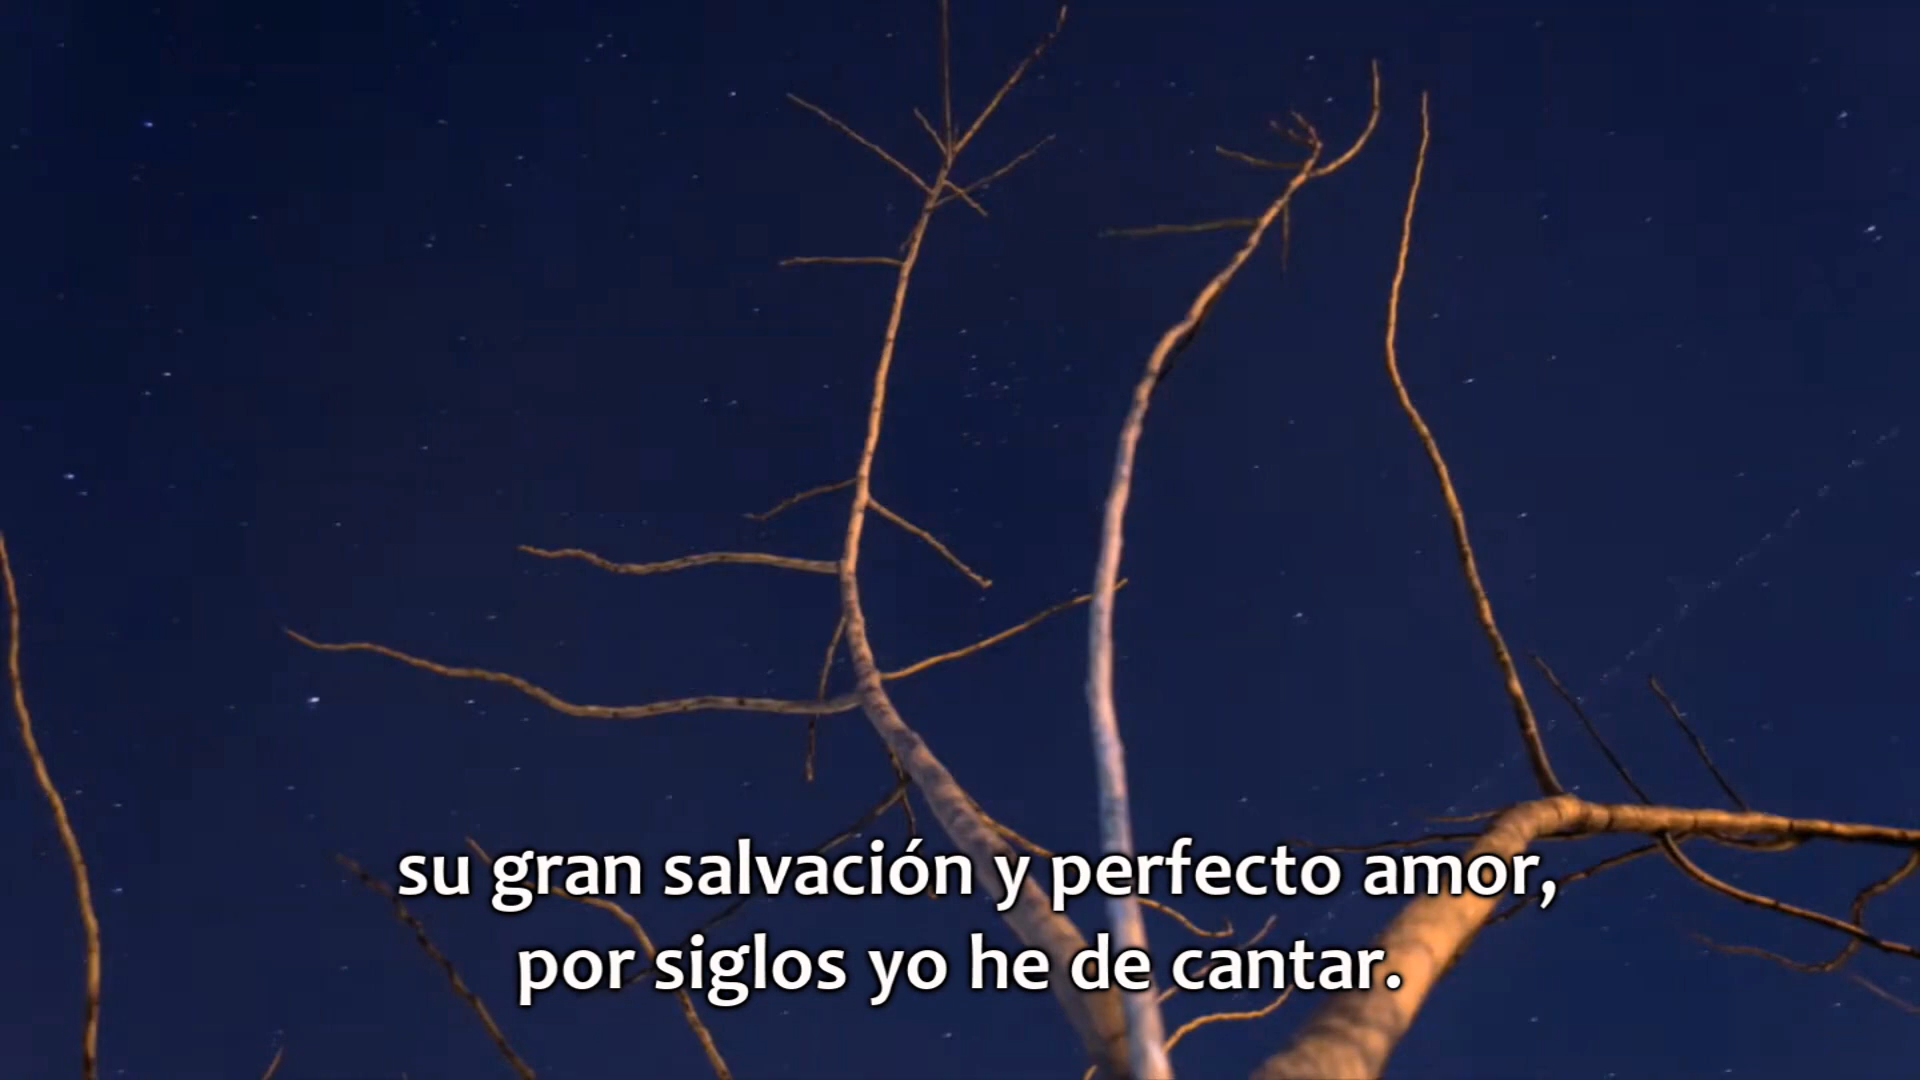 su gran salvación y perfecto amor,
por siglos yo he de cantar.